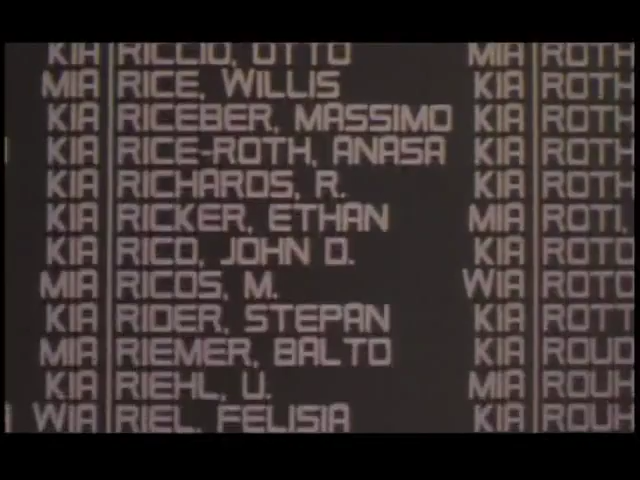 KIA RICCIO, OTTO MIA ROTH
MIA RICE, WILLIS KIA ROTH
KIA RICEBER, MASSIMO KIA ROTH
KIA RICE-ROTH, ANASA KIA ROTH
KIA RICHARDS, R. KIA ROTH
KIA RICKER, ETHAN MIA ROTI,
KIA RICO, JOHN D. KIA ROTO
MIA RICOS, M. WIA ROTO
KIA RIDER, STEPAN KIA ROTT
MIA RIEMER, BALTO KIA ROUD
KIA RIEHL, U. MIA ROUH
WIA RIEL, FELISIA KIA ROUH